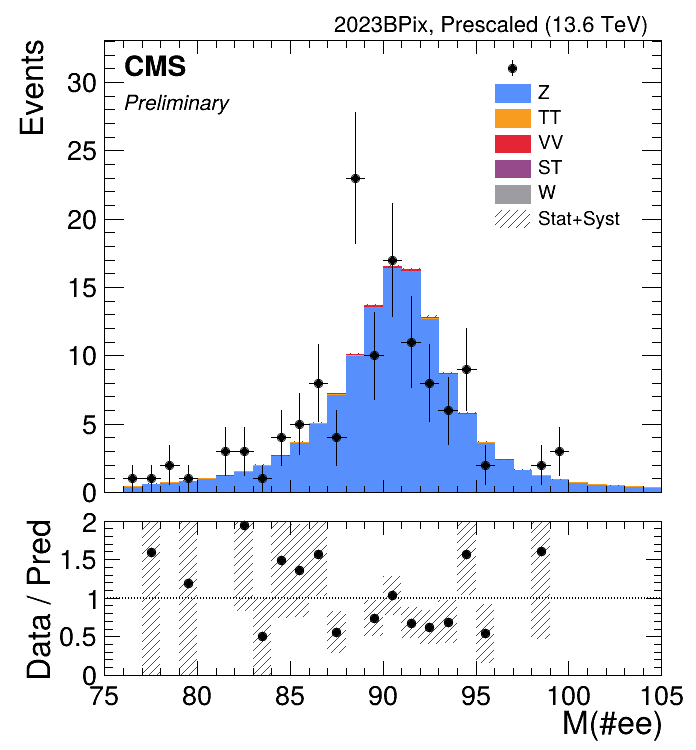 2023BPix, Prescaled (13.6 TeV)
Events
CMS
Preliminary
Z
TT
VV
ST
W
Stat+Syst
30
25
20
15
10
5
0
Data / Pred
2
1.5
1
0.5
0
75 80 85 90 95 100 105
M(#ee)